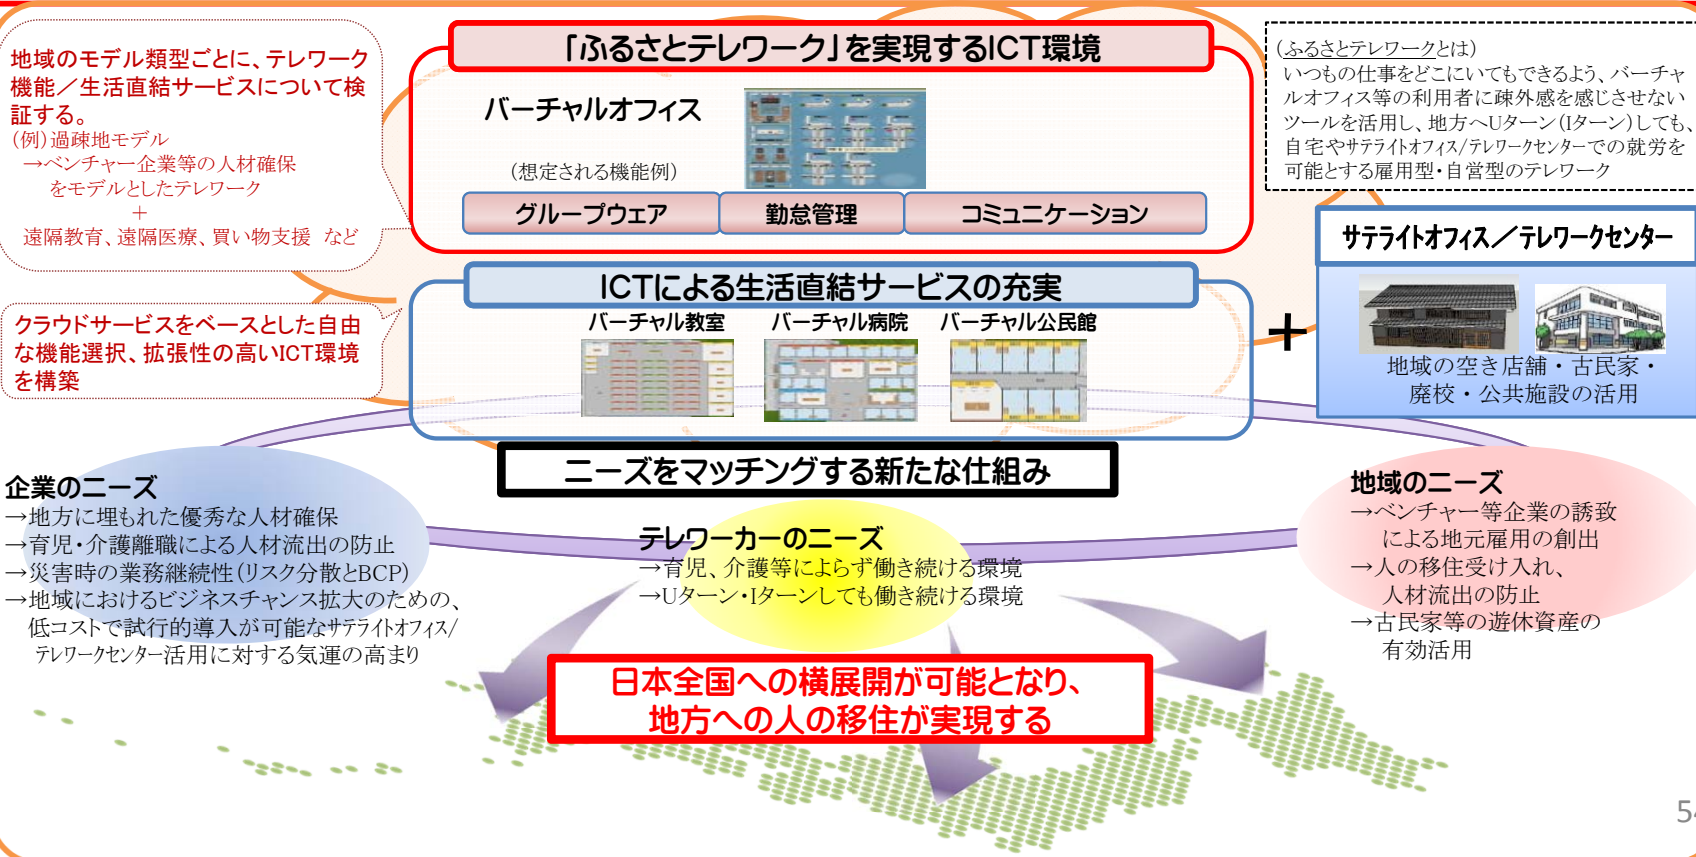 「ふるさとテレワーク」を実現するICT環境
地域のモデル類型ごとに、テレワーク
機能／生活直結サービスについて検
証する。
(例)過疎地モデル
→ベンチャー企業等の人材確保
をモデルとしたテレワーク
＋
遠隔教育、遠隔医療、買い物支援 など
バーチャルオフィス
(想定される機能例)
グループウェア
勤怠管理
コミュニケーション
(ふるさとテレワークとは)
いつもの仕事をどこにいてもできるよう、バーチャ
ルオフィス等の利用者に疎外感を感じさせない
ツールを活用し、地方へUターン(Iターン)しても、
自宅やサテライトオフィス/テレワークセンターでの就労を
可能とする雇用型・自営型のテレワーク
クラウドサービスをベースとした自由
な機能選択、拡張性の高いICT環境
を構築
ICTによる生活直結サービスの充実
バーチャル教室
バーチャル病院
バーチャル公民館
＋
サテライトオフィス／テレワークセンター
地域の空き店舗・古民家・
廃校・公共施設の活用
ニーズをマッチングする新たな仕組み
企業のニーズ
→地方に埋もれた優秀な人材確保
→育児・介護離職による人材流出の防止
→災害時の業務継続性(リスク分散とBCP)
→地域におけるビジネスチャンス拡大のための、
低コストで試行的導入が可能なサテライトオフィス/
テレワークセンター活用に対する気運の高まり
テレワーカーのニーズ
→育児、介護等によらず働き続ける環境
→Uターン・Iターンしても働き続ける環境
地域のニーズ
→ベンチャー等企業の誘致
による地元雇用の創出
→人の移住受け入れ、
人材流出の防止
→古民家等の遊休資産の
有効活用
日本全国への横展開が可能となり、
地方への人の移住が実現する
54